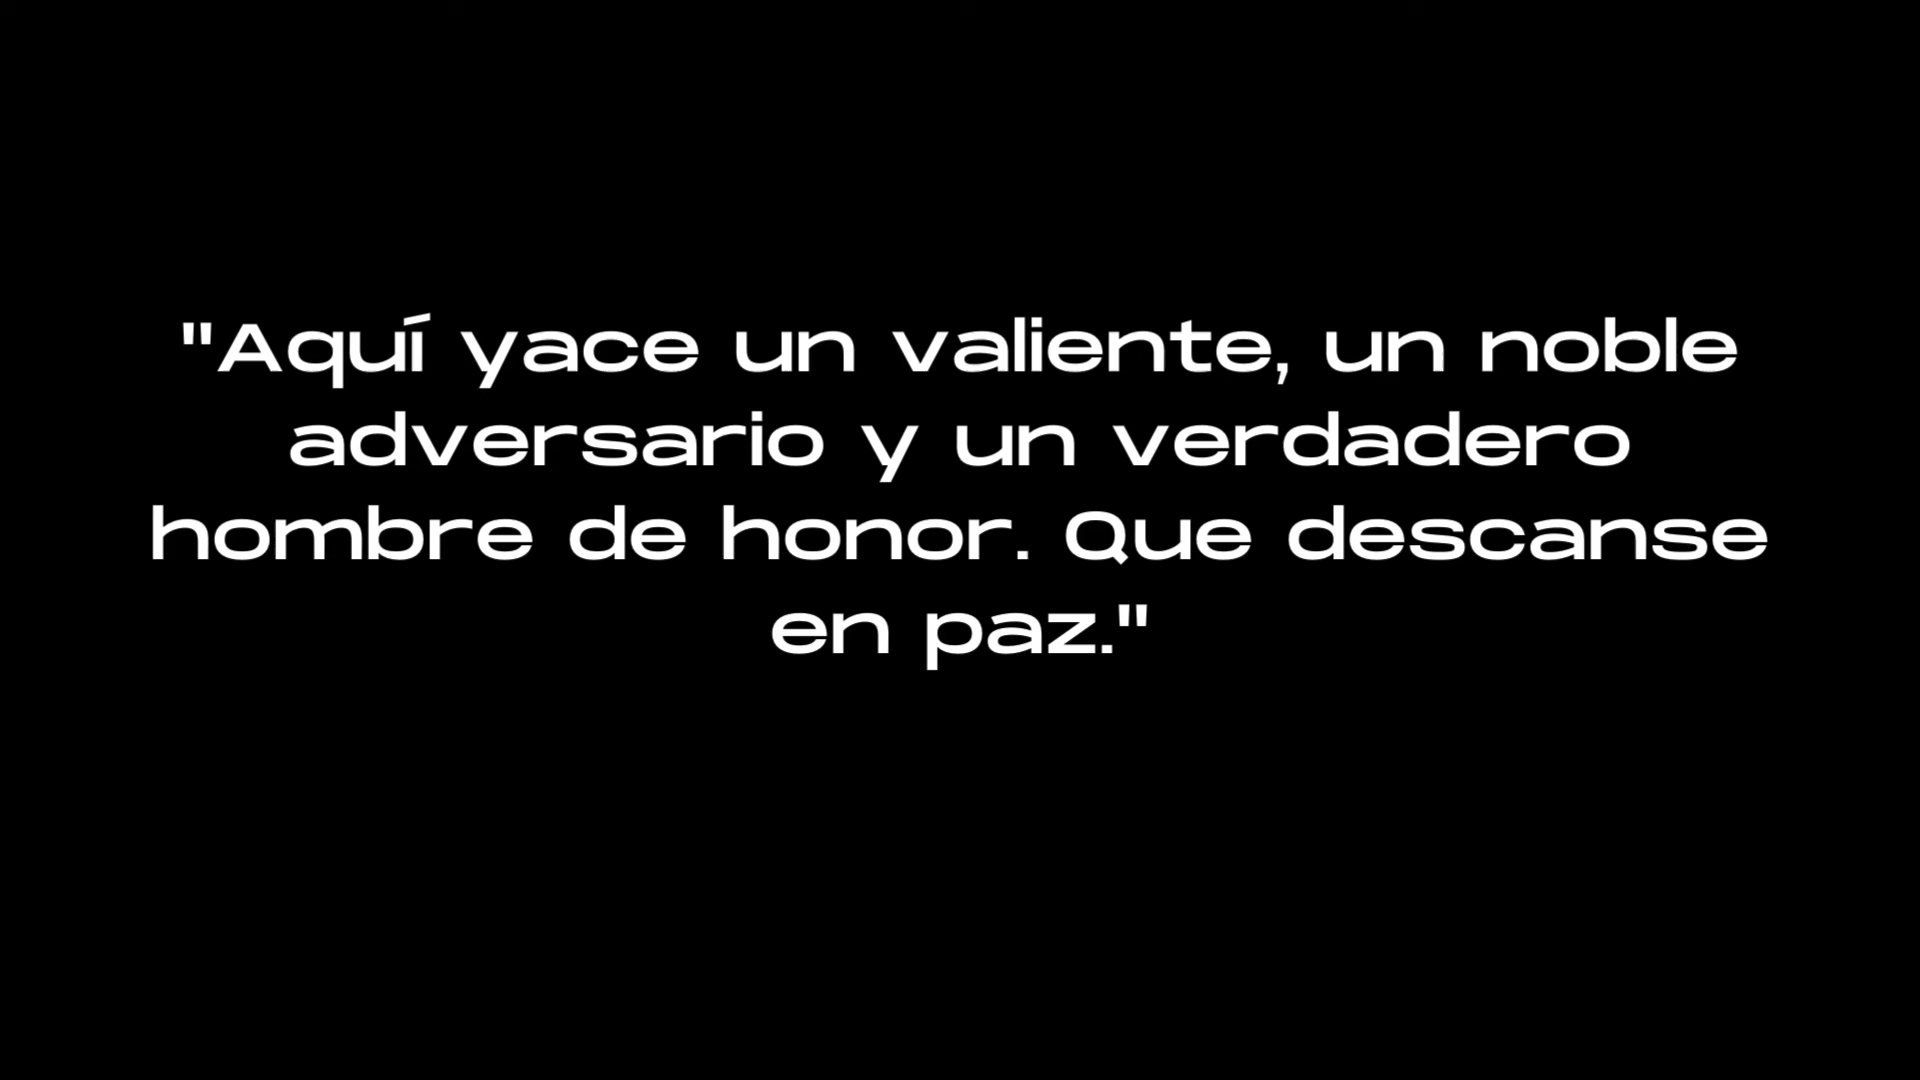 "Aquí yace un valiente, un noble
adversario y un verdadero
hombre de honor. Que descanse
en paz."